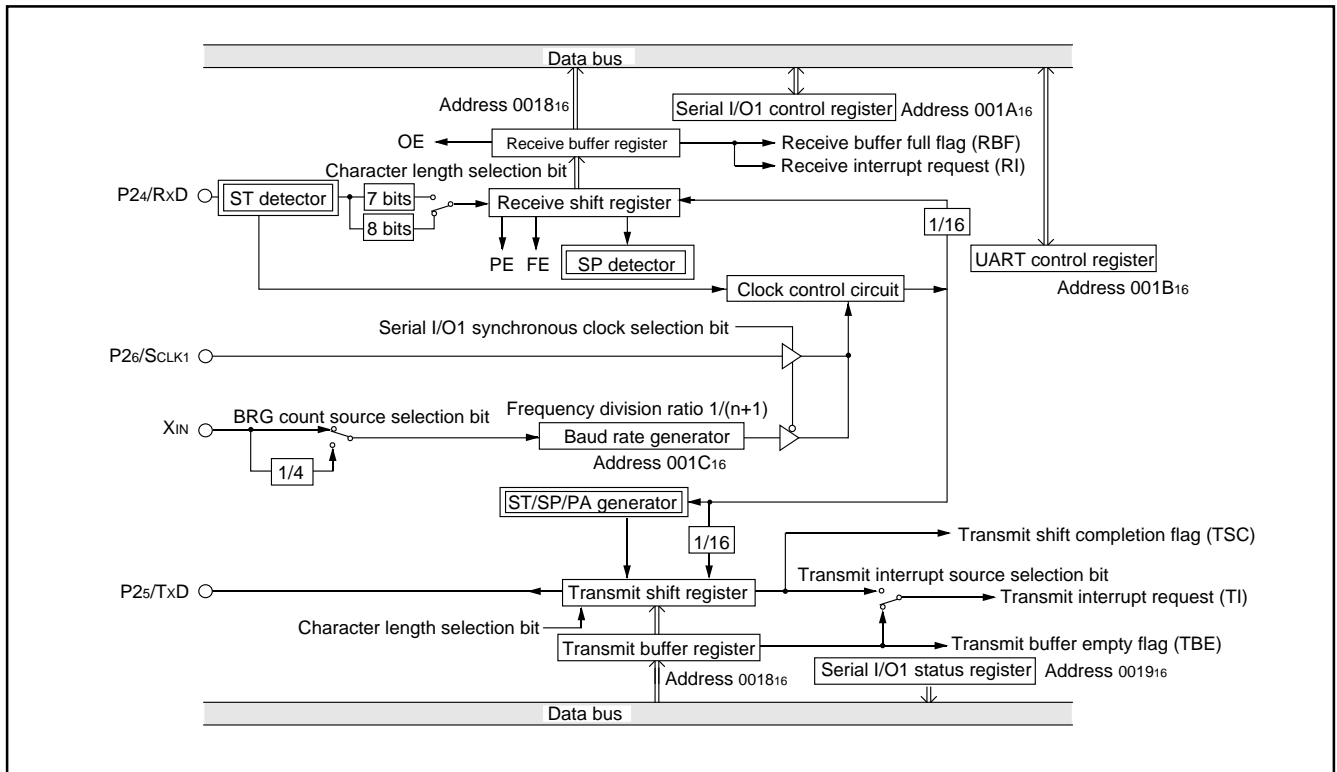 Data bus
Address 001816
Serial I/O1 control register Address 001A16
OE
Receive buffer register
Receive buffer full flag (RBF)
Receive interrupt request (RI)
Character length selection bit
P24/RXD
ST detector
7 bits
8 bits
Receive shift register
1/16
PE FE
SP detector
UART control register
Address 001B16
Clock control circuit
Serial I/O1 synchronous clock selection bit
P26/SCLK1
XIN
BRG count source selection bit
Frequency division ratio 1/(n+1)
Baud rate generator
Address 001C16
1/4
ST/SP/PA generator
1/16
Transmit shift completion flag (TSC)
P25/TXD
Transmit shift register
Transmit interrupt source selection bit
Transmit interrupt request (TI)
Character length selection bit
Transmit buffer register
Transmit buffer empty flag (TBE)
Address 001816
Serial I/O1 status register Address 001916
Data bus